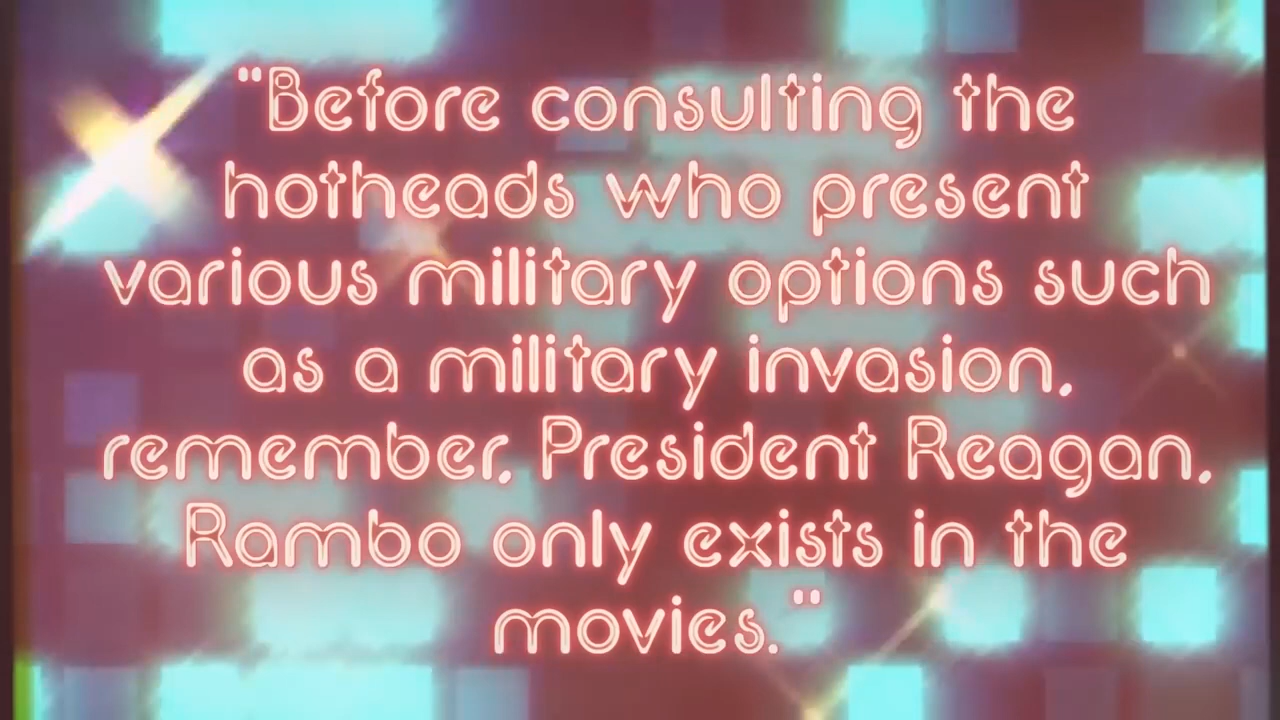 "Before consulting the
hotheads who present
various military options such
as a military invasion,
remember, President Reagan,
Rambo only exists in the
movies."